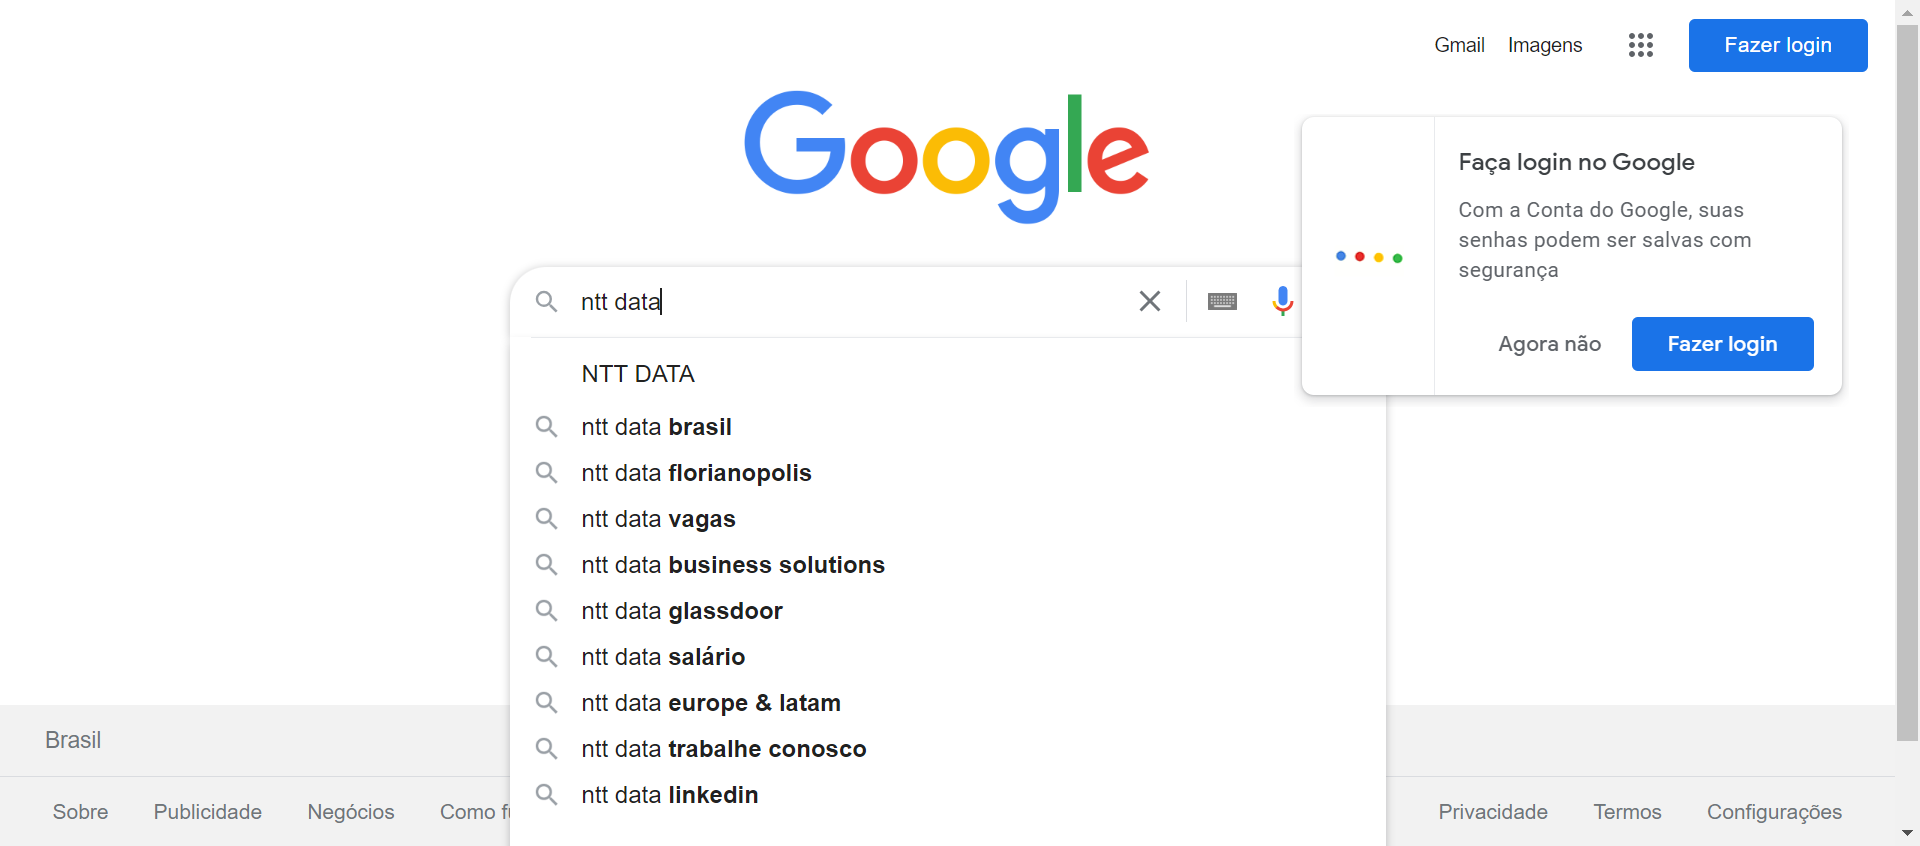 Gmail
Imagens
Fazer login
Google
Faça login no Google
Com a Conta do Google, suas
senhas podem ser salvas com
segurança
Agora não
Fazer login
ntt data
NTT DATA
ntt data brasil
ntt data florianopolis
ntt data vagas
ntt data business solutions
ntt data glassdoor
ntt data salário
ntt data europe & latam
ntt data trabalhe conosco
ntt data linkedin
Brasil
Sobre
Publicidade
Negócios
Como
Privacidade
Termos
Configurações